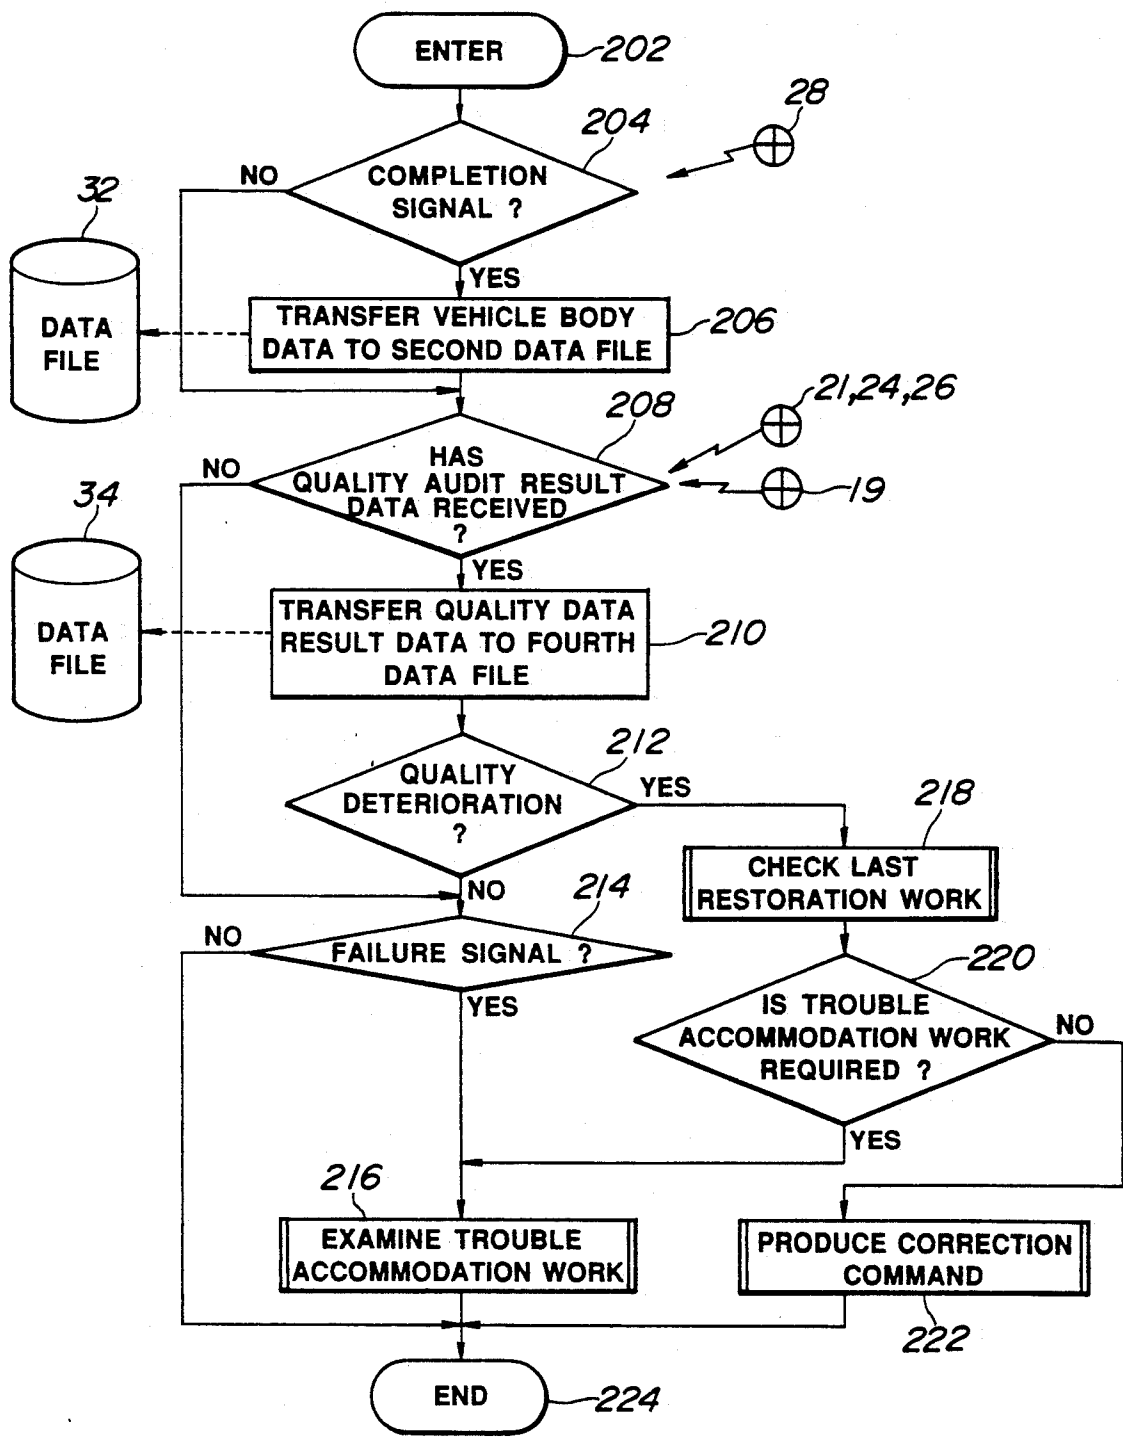 ENTER
202
28
204
COMPLETION
SIGNAL ?
NO
32
YES
DATA
FILE
TRANSFER VEHICLE BODY
DATA TO SECOND DATA FILE
206
21,24,26
208
HAS
QUALITY AUDIT RESULT
DATA RECEIVED
?
NO
19
34
YES
DATA
FILE
TRANSFER QUALITY DATA
RESULT DATA TO FOURTH
DATA FILE
210
212
QUALITY
DETERIORATION
?
YES
218
CHECK LAST
RESTORATION WORK
NO
214
NO
FAILURE SIGNAL ?
YES
220
IS TROUBLE
ACCOMMODATION WORK
REQUIRED ?
NO
YES
216
EXAMINE TROUBLE
ACCOMMODATION WORK
PRODUCE CORRECTION
COMMAND
222
END
224